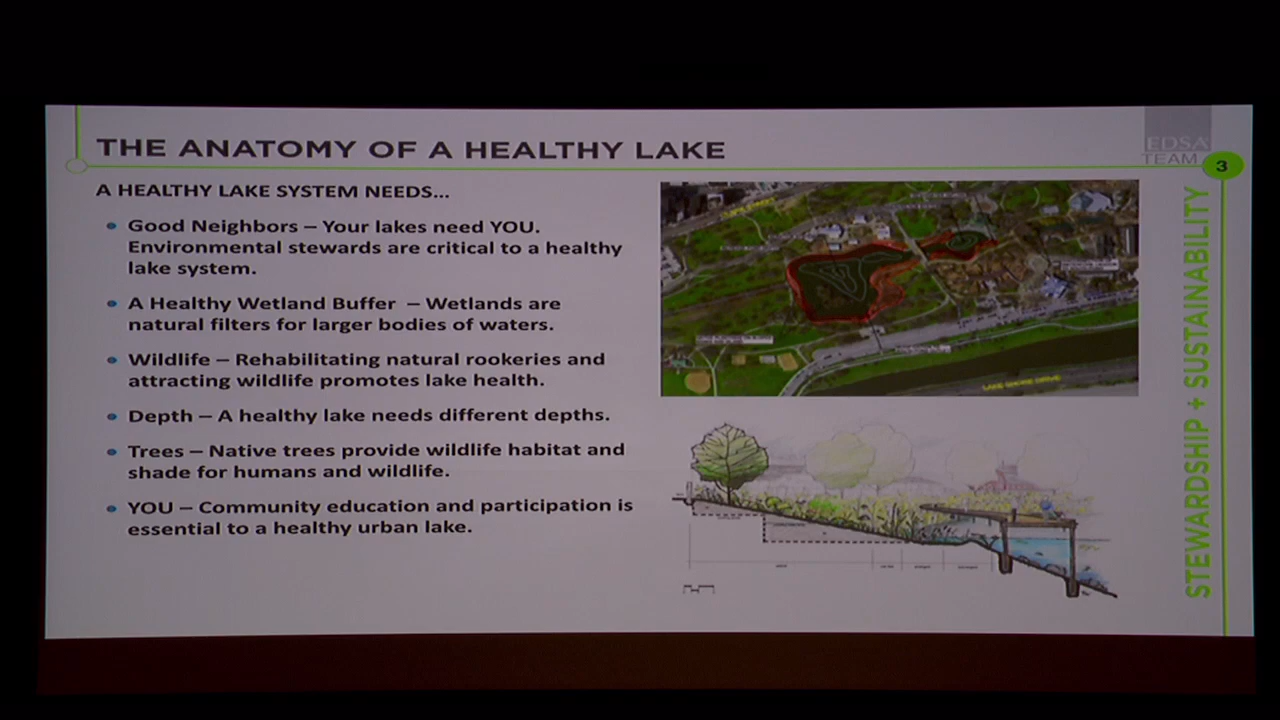 THE ANATOMY OF A HEALTHY LAKE
EDSA
TEAM
3
A HEALTHY LAKE SYSTEM NEEDS...
Good Neighbors – Your lakes need YOU.
Environmental stewards are critical to a healthy
lake system.
A Healthy Wetland Buffer – Wetlands are
natural filters for larger bodies of waters.
Wildlife – Rehabilitating natural rookeries and
attracting wildlife promotes lake health.
Depth – A healthy lake needs different depths.
Trees – Native trees provide wildlife habitat and
shade for humans and wildlife.
YOU – Community education and participation is
essential to a healthy urban lake.
LAKE SHORE DRIVE
STEWARDSHIP + SUSTAINABILITY